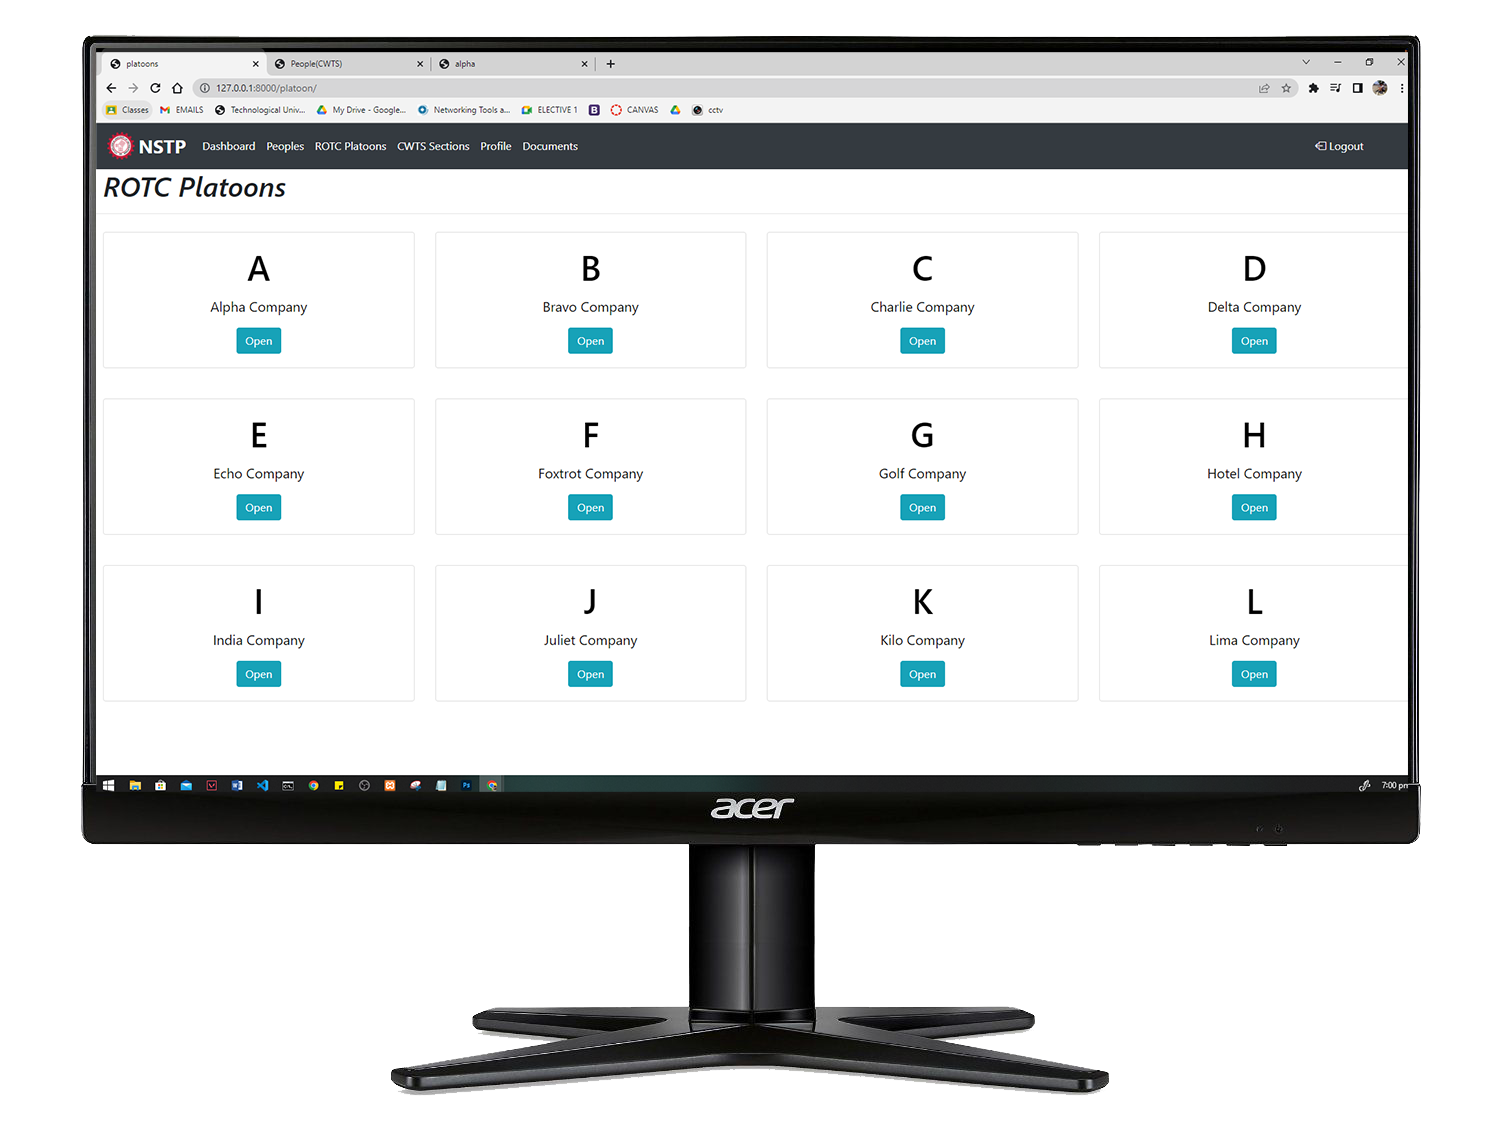 platoons People(CWTS) alpha
127.0.0.1:8000/platoon/
Classes EMAILS Technological Univ... My Drive - Google... Networking Tools a... ELECTIVE 1 B CANVAS cctv
NSTP Dashboard Peoples ROTC Platoons CWTS Sections Profile Documents Logout
ROTC Platoons
A B C D
Alpha Company Bravo Company Charlie Company Delta Company
Open Open Open Open
E F G H
Echo Company Foxtrot Company Golf Company Hotel Company
Open Open Open Open
I J K L
India Company Juliet Company Kilo Company Lima Company
Open Open Open Open
Ps 7:00 pm
acer